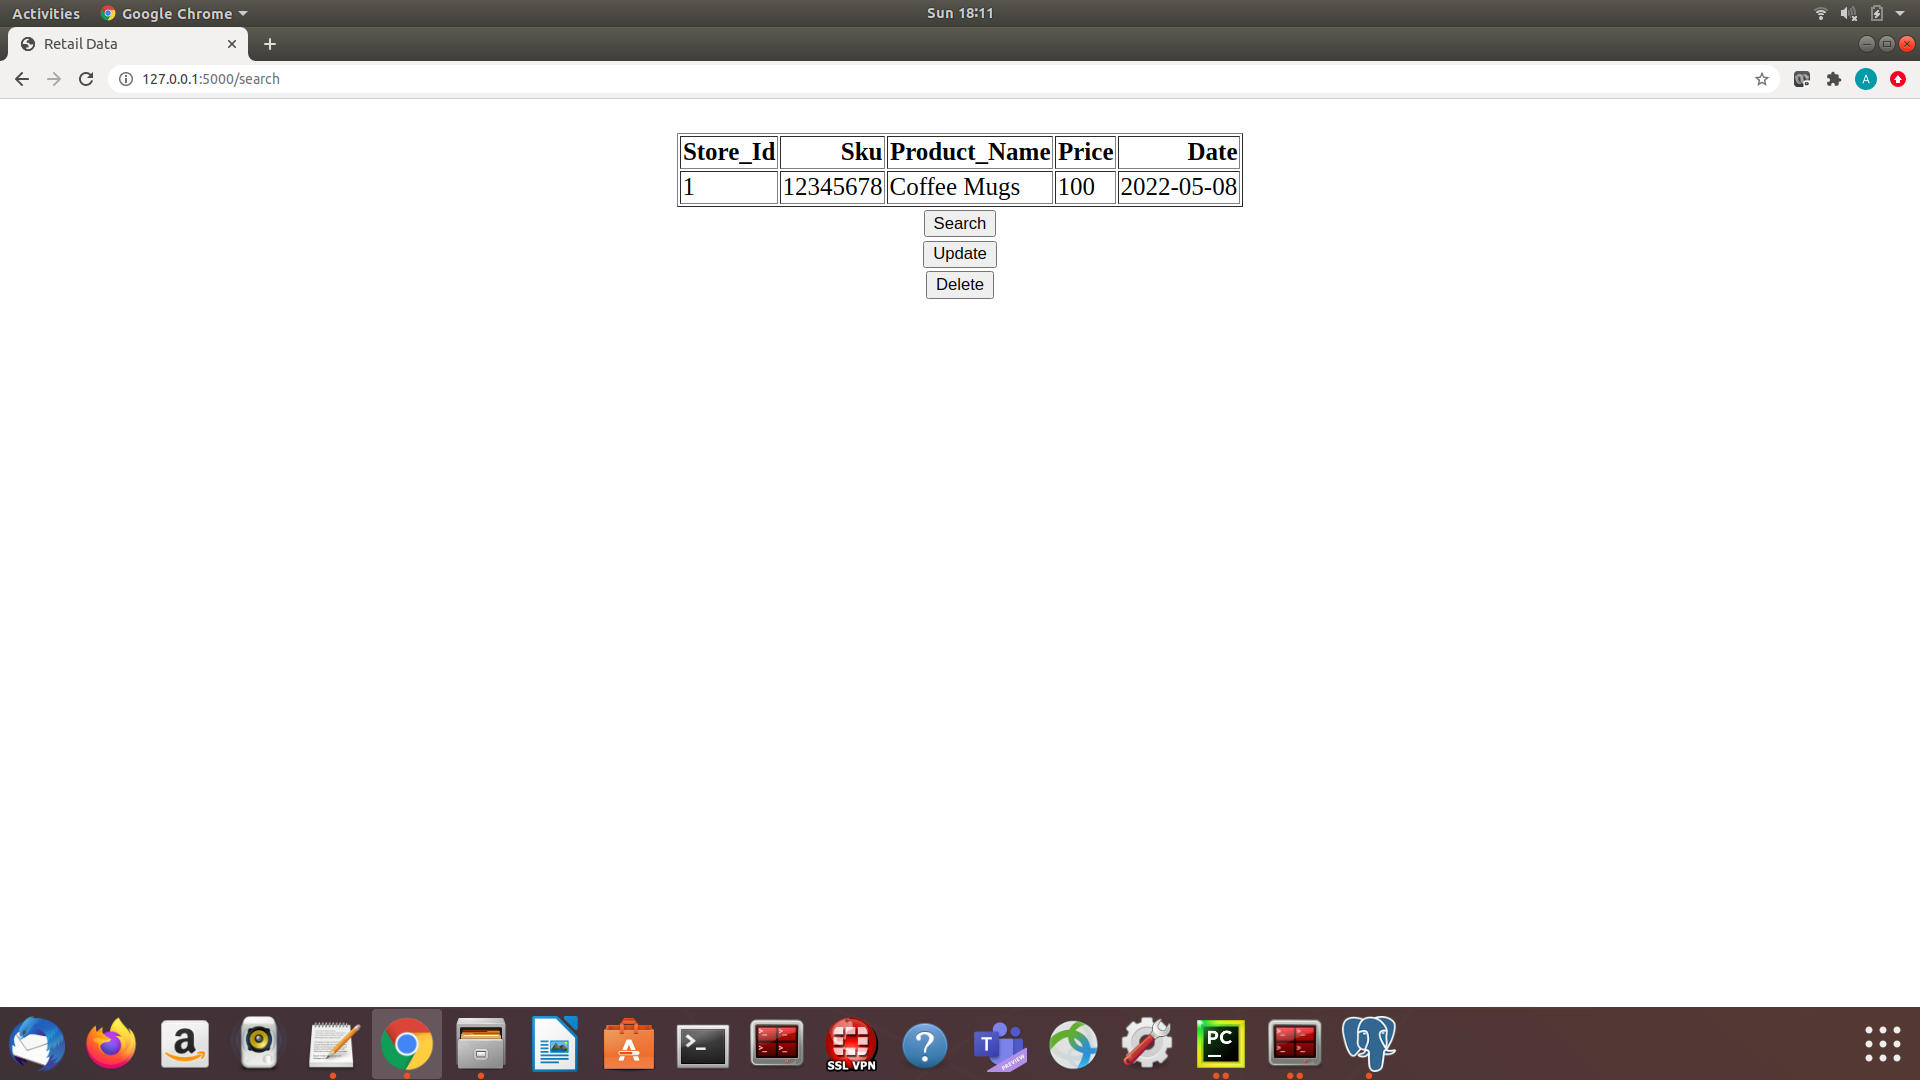 Activities Google Chrome Sun 18:11
Retail Data
127.0.0.1:5000/search A
Store_Id Sku Product_Name Price Date
1 12345678 Coffee Mugs 100 2022-05-08
Search
Update
Delete
a >_ SSL VPN ? T PREVIEW PC